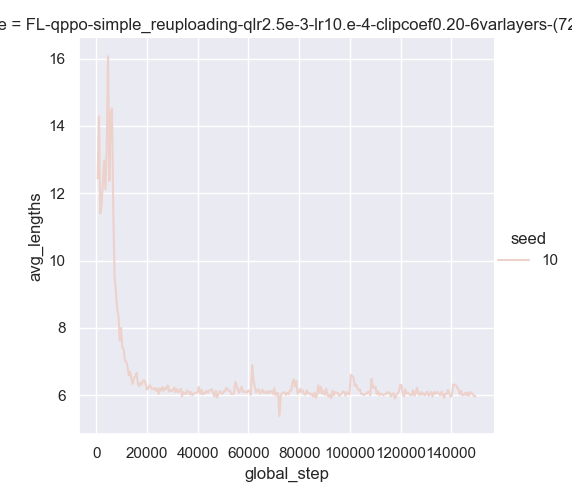 e = FL-qppo-simple_reuploading-qlr2.5e-3-lr10.e-4-clipcoef0.20-6varlayers-(72
16
14
12
10
8
6
avg_lengths
seed
10
0 20000 40000 60000 80000 100000 120000 140000
global_step